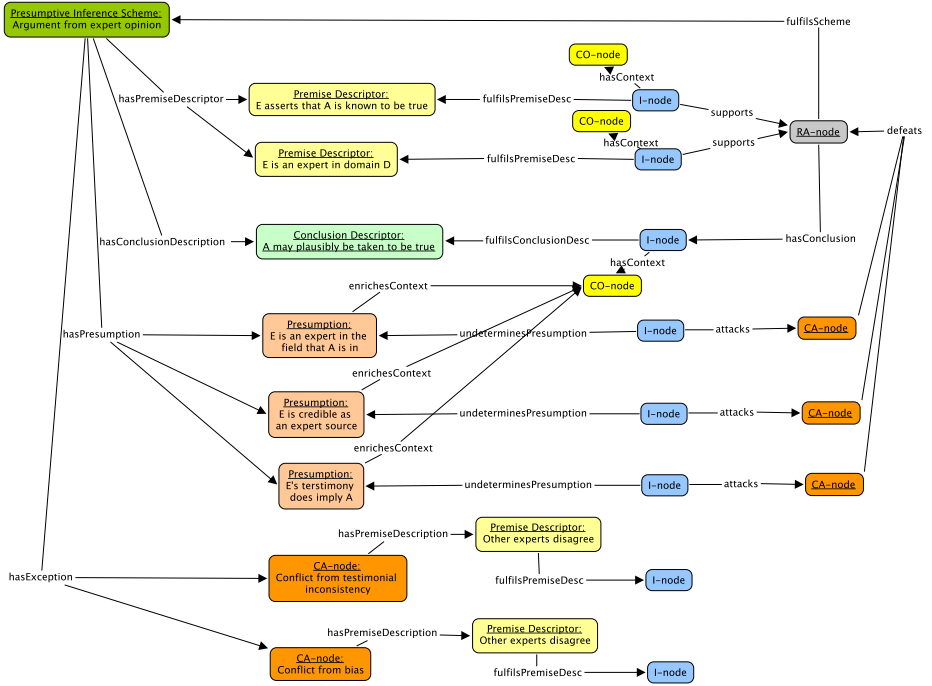 Presumptive Inference Scheme:
Argument from expert opinion
fulfilsScheme
CO-node
hasContext
hasPremiseDescriptor
Premise Descriptor:
E asserts that A is known to be true
fulfilsPremiseDesc
I-node
supports
CO-node
hasContext
RA-node
defeats
Premise Descriptor:
E is an expert in domain D
fulfilsPremiseDesc
I-node
supports
hasConclusionDescription
Conclusion Descriptor:
A may plausibly be taken to be true
fulfilsConclusionDesc
I-node
hasConclusion
hasContext
CO-node
enrichesContext
hasPresumption
Presumption:
E is an expert in the
field that A is in
undeterminesPresumption
I-node
attacks
CA-node
enrichesContext
Presumption:
E is credible as
an expert source
undeterminesPresumption
I-node
attacks
CA-node
enrichesContext
Presumption:
E's terstimony
does imply A
undeterminesPresumption
I-node
attacks
CA-node
hasException
hasPremiseDescription
Premise Descriptor:
Other experts disagree
CA-node:
Conflict from testimonial
inconsistency
fulfilsPremiseDesc
I-node
hasPremiseDescription
Premise Descriptor:
Other experts disagree
CA-node:
Conflict from bias
fulfilsPremiseDesc
I-node